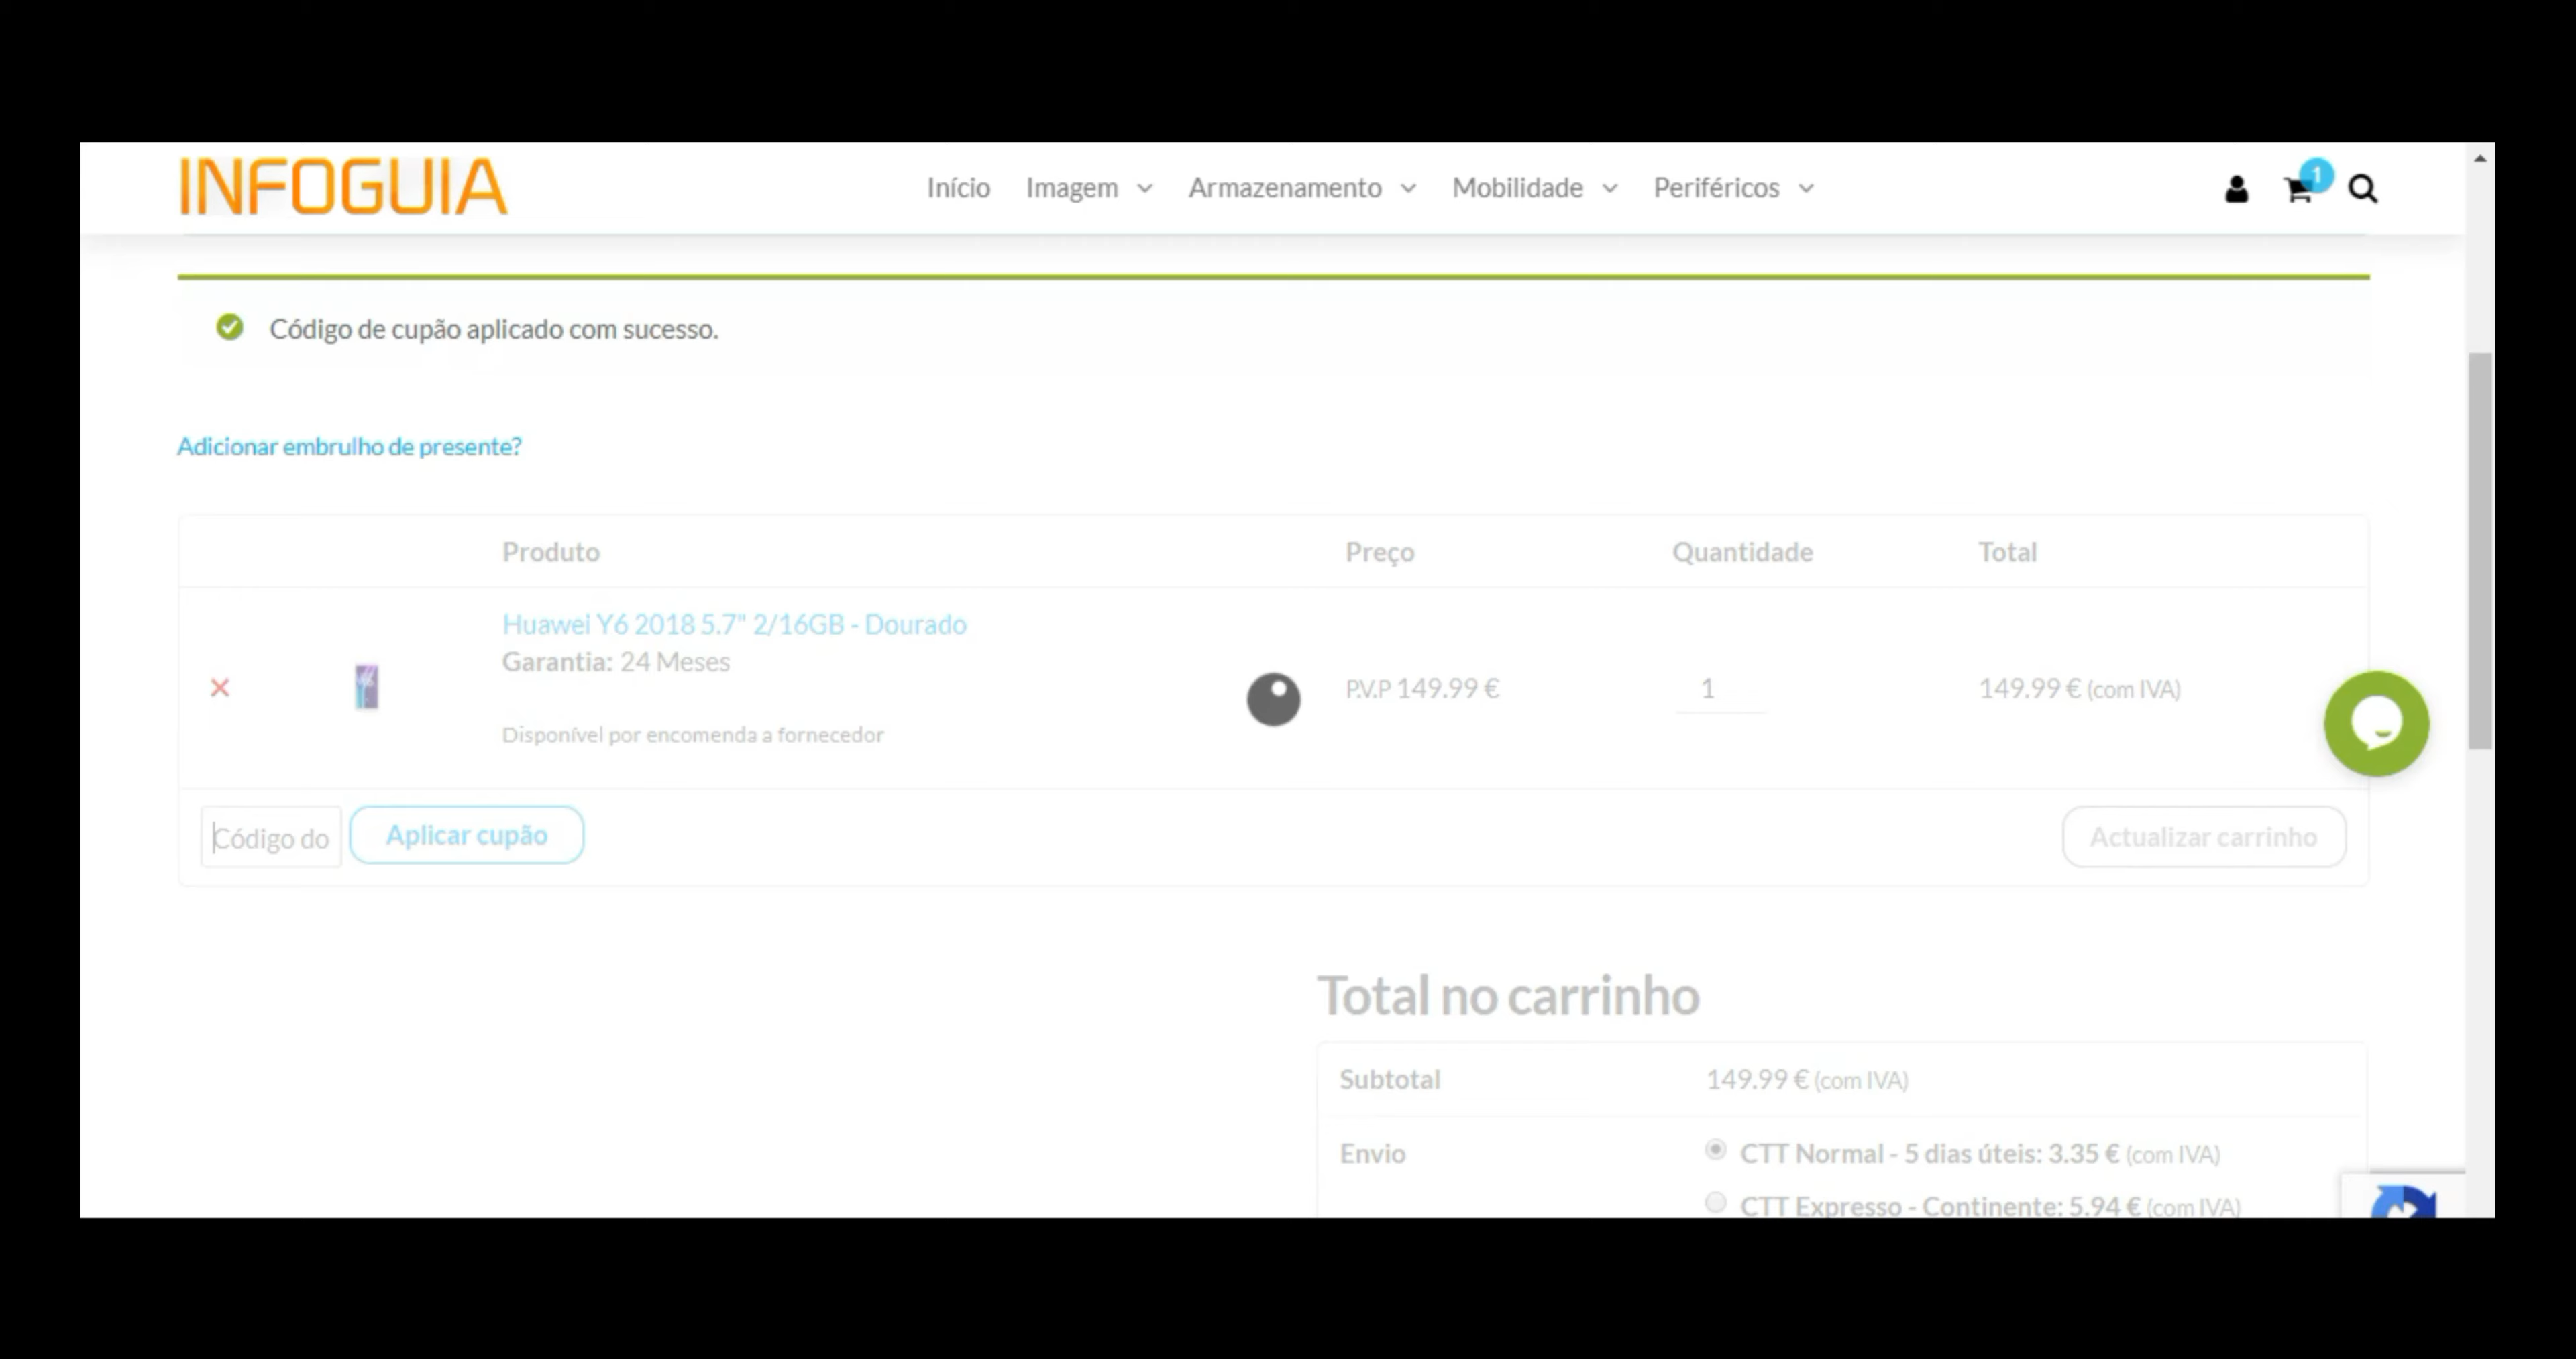 INFOGUIA
Início Imagem Armazenamento Mobilidade Periféricos
1
Código de cupão aplicado com sucesso.
Adicionar embrulho de presente?
Produto Preço Quantidade Total
Huawei Y6 2018 5.7" 2/16GB - Dourado
Garantia: 24 Meses
P.V.P 149.99 € 1 149.99 € (com IVA)
Disponível por encomenda a fornecedor
Código do Aplicar cupão Actualizar carrinho
Total no carrinho
Subtotal 149.99 € (com IVA)
Envio CTT Normal - 5 dias úteis: 3.35 € (com IVA)
CTT Expresso - Continente: 5.94 € (com IVA)